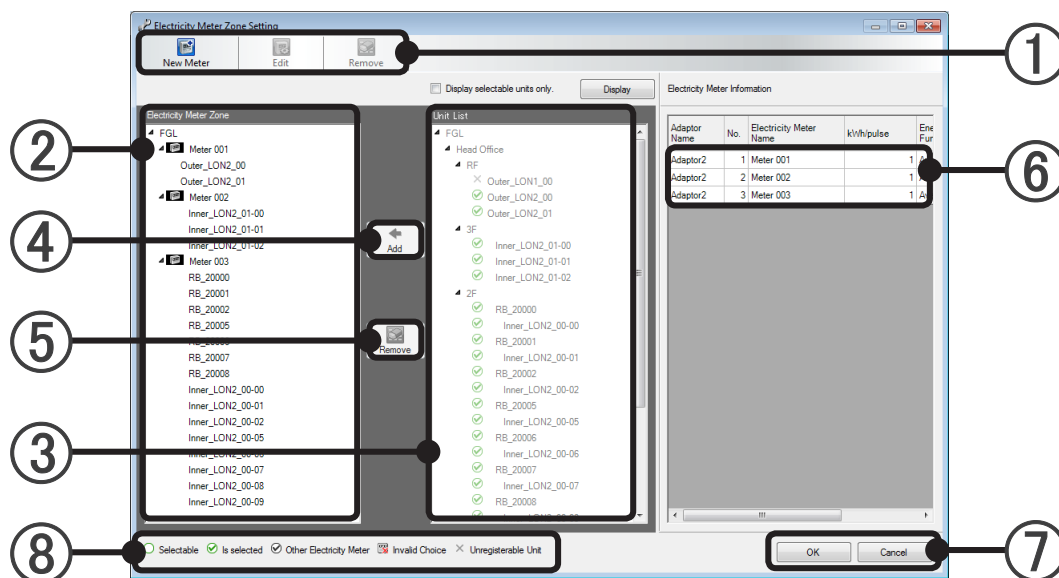 Electricity Meter Zone Setting
New Meter Edit Remove
①
Display selectable units only. Display
Electricity Meter Information
Electricity Meter Zone
FGL
Meter 001
Outer_LON2_00
Outer_LON2_01
Meter 002
Inner_LON2_01-00
Inner_LON2_01-01
Inner_LON2_01-02
Meter 003
RB_20000
RB_20001
RB_20002
RB_20005
RB_20007
RB_20008
Inner_LON2_00-00
Inner_LON2_00-01
Inner_LON2_00-02
Inner_LON2_00-05
Inner_LON2_00-07
Inner_LON2_00-08
Inner_LON2_00-09
②
④
Add
⑤
Remove
③
Unit List
FGL
Head Office
RF
Outer_LON1_00
Outer_LON2_00
Outer_LON2_01
3F
Inner_LON2_01-00
Inner_LON2_01-01
Inner_LON2_01-02
2F
RB_20000
Inner_LON2_00-00
RB_20001
Inner_LON2_00-01
RB_20002
Inner_LON2_00-02
RB_20005
Inner_LON2_00-05
RB_20006
Inner_LON2_00-06
RB_20007
Inner_LON2_00-07
RB_20008
Adaptor Name No. Electricity Meter Name kWh/pulse Ene Fur
Adaptor2 1 Meter 001 1
Adaptor2 2 Meter 002 1
Adaptor2 3 Meter 003 1
⑥
⑧
Selectable Is selected Other Electricity Meter Invalid Choice Unregisterable Unit
OK Cancel
⑦